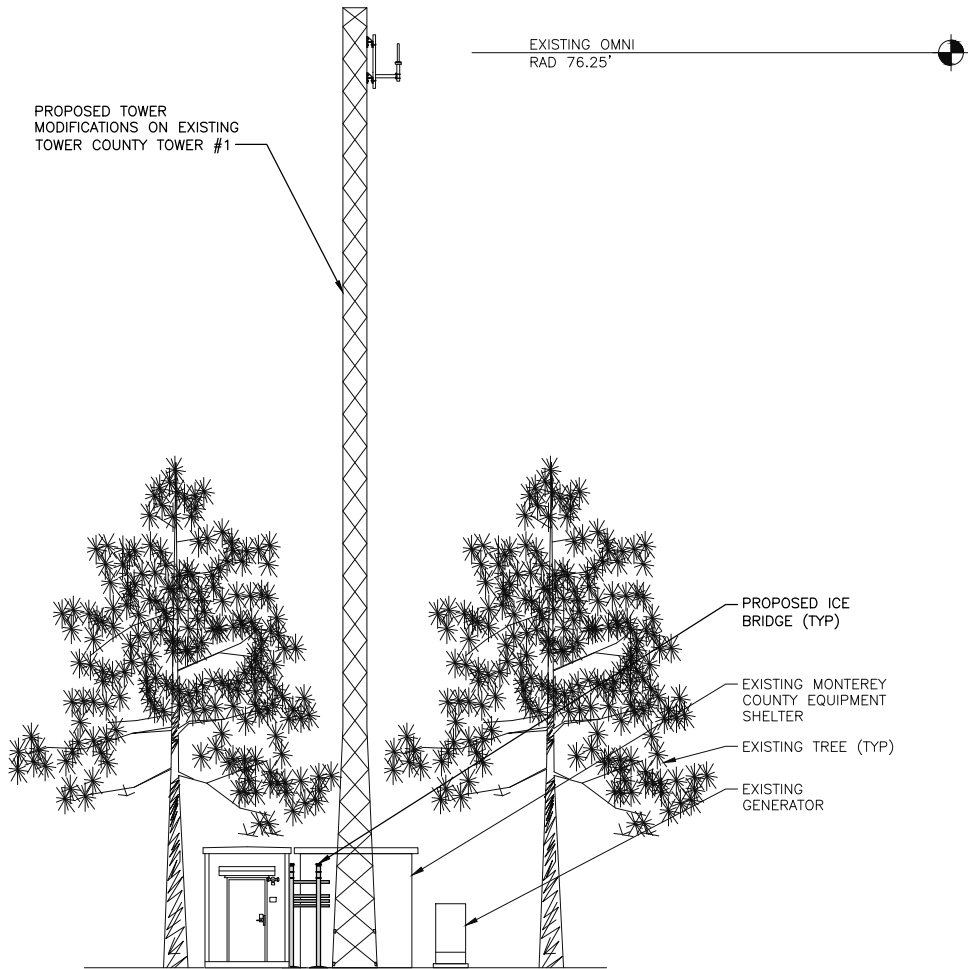 EXISTING OMNI
RAD 76.25'
PROPOSED TOWER
MODIFICATIONS ON EXISTING
TOWER COUNTY TOWER #1
PROPOSED ICE
BRIDGE (TYP)
EXISTING MONTEREY
COUNTY EQUIPMENT
SHELTER
EXISTING TREE (TYP)
EXISTING
GENERATOR